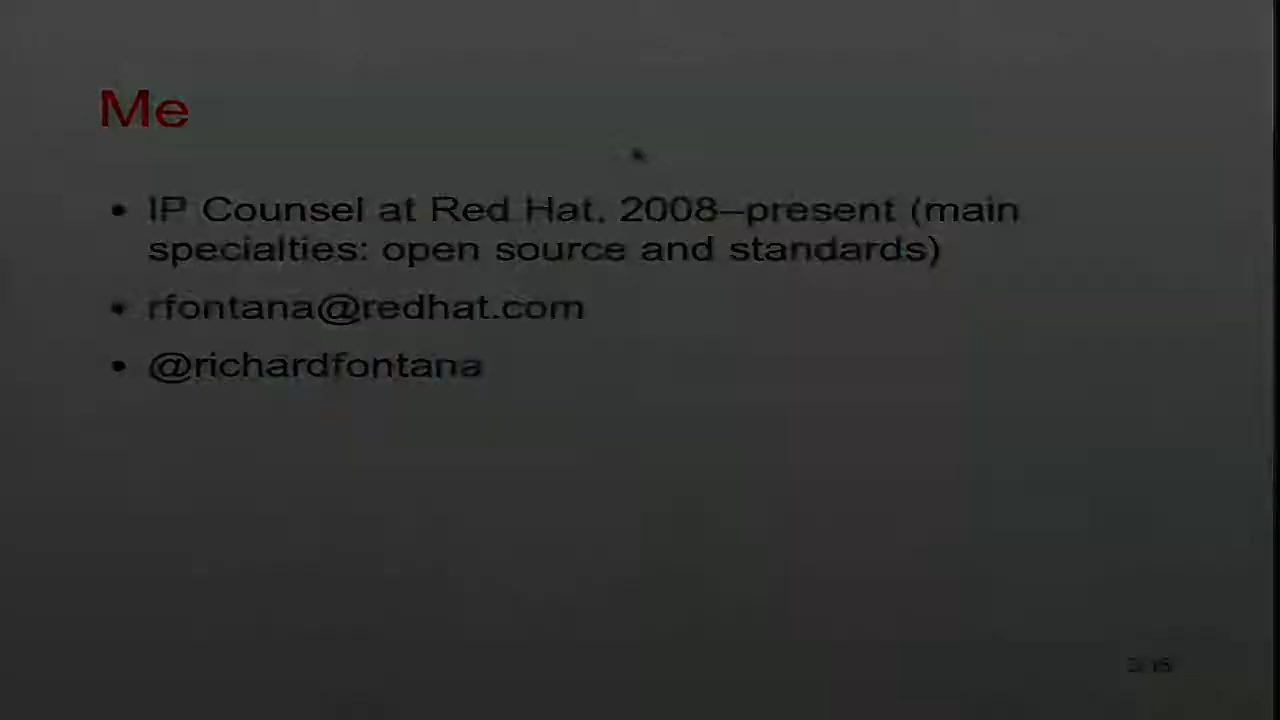 Me
• IP Counsel at Red Hat, 2008–present (main
specialties: open source and standards)
• rfontana@redhat.com
• @richardfontana